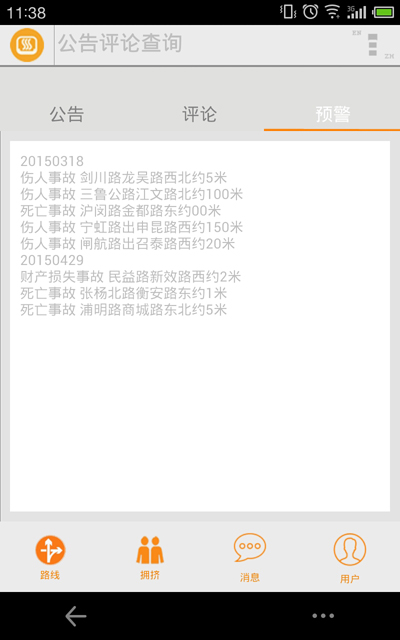 11:38
3G
公告评论查询
公告
评论
预警
20150318
伤人事故 剑川路龙吴路西北约5米
伤人事故 三鲁公路江文路北约100米
死亡事故 沪闵路金都路东约00米
伤人事故 宁虹路出申昆路西约150米
伤人事故 闸航路出召泰路西约20米
20150429
财产损失事故 民益路新效路西约2米
死亡事故 张杨北路衡安路东约1米
死亡事故 浦明路商城路东北约5米
路线
拥挤
消息
用户